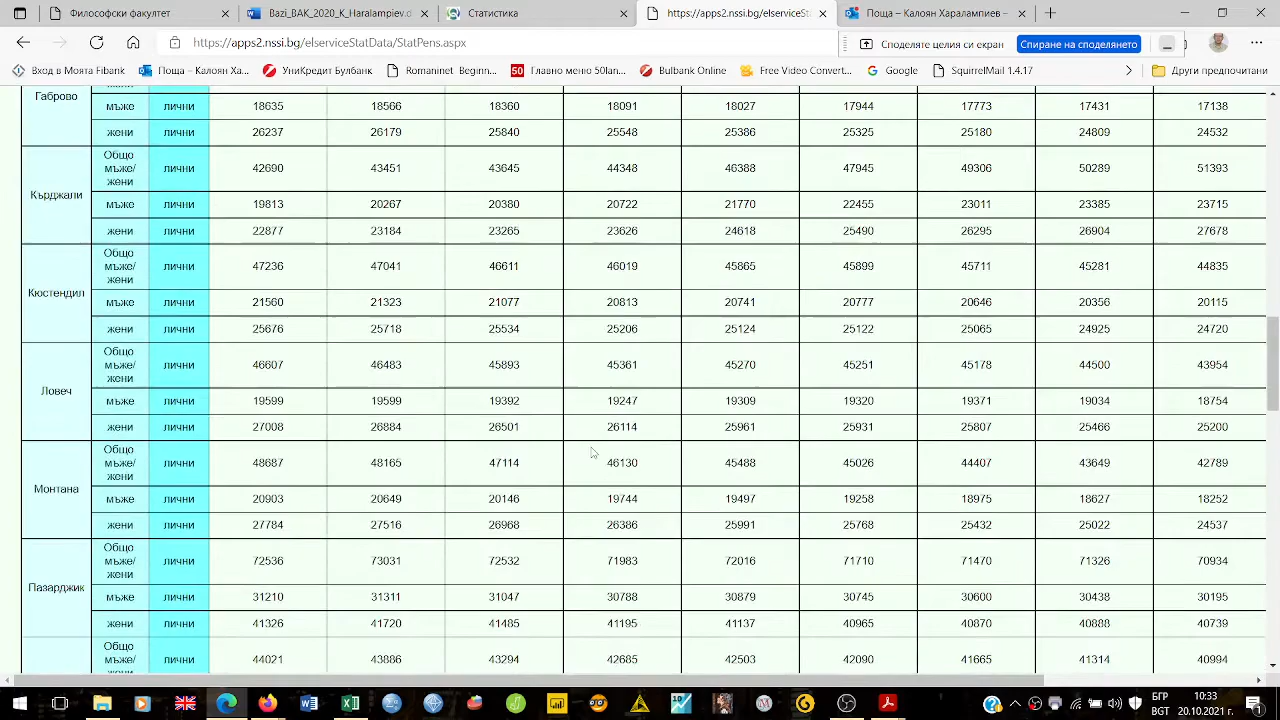 Философски факултет
Bazi_BAK_2020_K_Haralampiev.d
Статистика
https://apps2.nssi.bg/elserviceSt
Поща – Калоян Харалампиев –
https://apps2.nssi.bg/elserviceStatData/StatPens.aspx
Споделяте целия си екран
Спиране на споделянето
Вход в Моята Fibank
Поща – Калоян Ха...
УниКредит Булбанк
Romaninet Beginn...
50 Главно меню 50lan...
Bulbank Online
Free Video Convert...
Google
SquirrelMail 1.4.17
Други предпочитани
Габрово
жени
мъже лични 18635 18566 18360 18091 18027 17944 17773 17431 17138
жени лични 26237 26179 25840 25548 25386 25325 25180 24809 24532
Кърджали
Общо мъже/ жени лични 42690 43451 43645 44348 46388 47945 49306 50289 51393
мъже лични 19813 20267 20380 20722 21770 22455 23011 23385 23715
жени лични 22877 23184 23265 23626 24618 25490 26295 26904 27678
Кюстендил
Общо мъже/ жени лични 47236 47041 46611 46019 45865 45899 45711 45281 44835
мъже лични 21560 21323 21077 20813 20741 20777 20646 20356 20115
жени лични 25676 25718 25534 25206 25124 25122 25065 24925 24720
Ловеч
Общо мъже/ жени лични 46607 46483 45893 45361 45270 45251 45178 44500 43954
мъже лични 19599 19599 19392 19247 19309 19320 19371 19034 18754
жени лични 27008 26884 26501 26114 25961 25931 25807 25466 25200
Монтана
Общо мъже/ жени лични 48687 48165 47114 46130 45488 45026 44407 43649 42789
мъже лични 20903 20649 20146 19744 19497 19258 18975 18627 18252
жени лични 27784 27516 26968 26386 25991 25768 25432 25022 24537
Пазарджик
Общо мъже/ жени лични 72536 73031 72532 71983 72016 71710 71470 71326 70934
мъже лични 31210 31311 31047 30788 30879 30745 30600 30438 30195
жени лични 41326 41720 41485 41195 41137 40965 40870 40888 40739
Общо мъже/ жени лични 44021 43886 43294 42685 42503 42090 41665 41314 40994
БГР
BGT
10:33
20.10.2021 г.